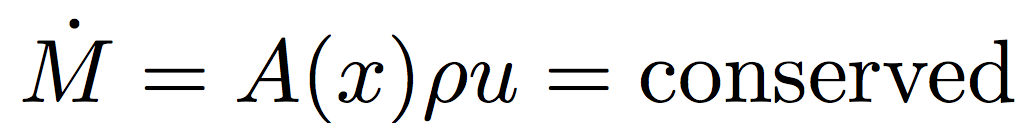 Ṁ = A(x)ρu = conserved